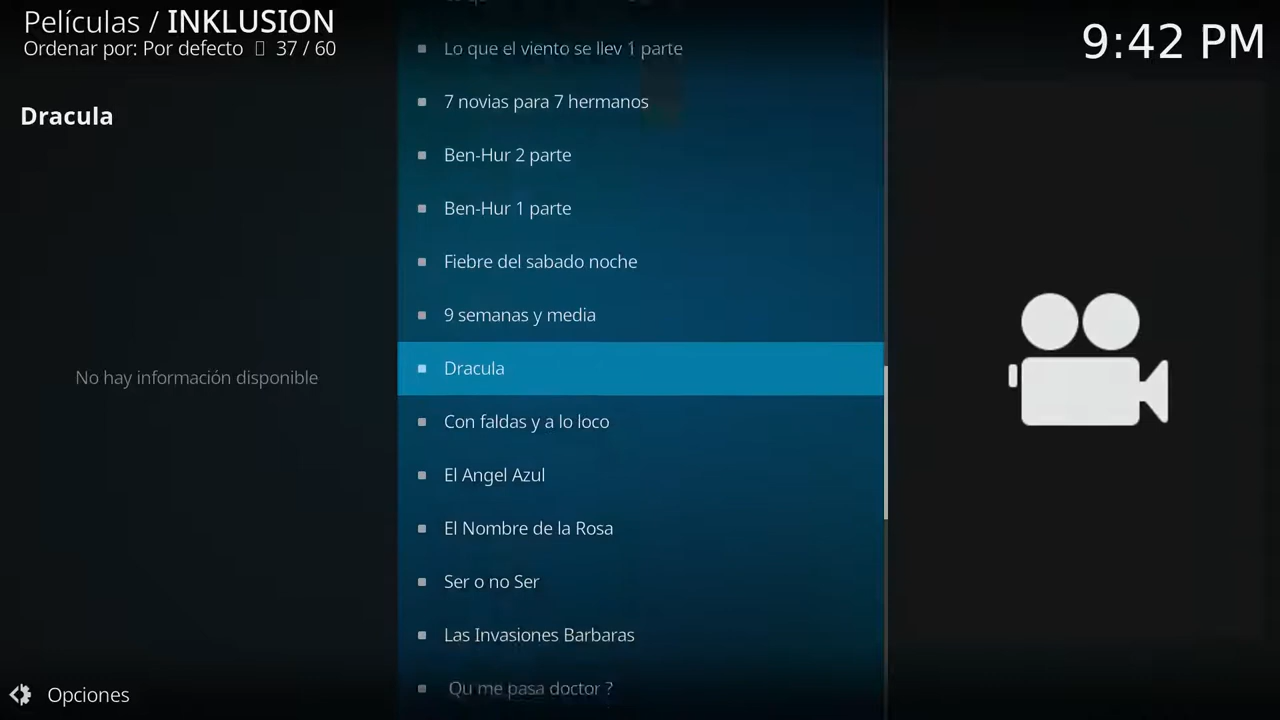 Películas / INKLUSION
Ordenar por: Por defecto 37 / 60
9:42 PM
Dracula
No hay información disponible
Lo que el viento se llev 1 parte
7 novias para 7 hermanos
Ben-Hur 2 parte
Ben-Hur 1 parte
Fiebre del sabado noche
9 semanas y media
Dracula
Con faldas y a lo loco
El Angel Azul
El Nombre de la Rosa
Ser o no Ser
Las Invasiones Barbaras
Qu me pasa doctor ?
Opciones